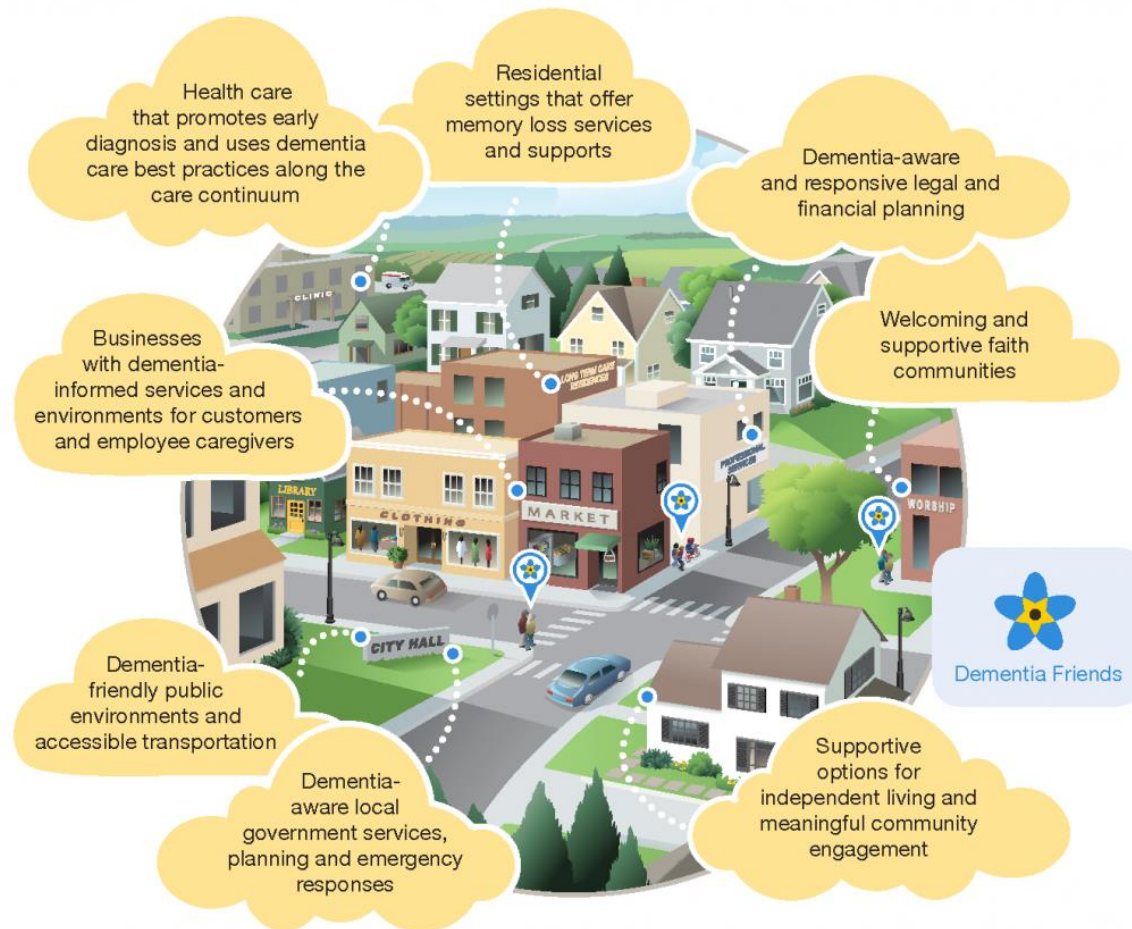 Health care
that promotes early
diagnosis and uses dementia
care best practices along the
care continuum
Residential
settings that offer
memory loss services
and supports
Dementia-aware
and responsive legal and
financial planning
Welcoming and
supportive faith
communities
Businesses
with dementia-
informed services and
environments for customers
and employee caregivers
CLINIC
LONG TERM CARE
RESIDENCES
PROFESSIONAL
SERVICES
LIBRARY
CLOTHING
MARKET
WORSHIP
CITY HALL
Dementia Friends
Dementia-
friendly public
environments and
accessible transportation
Dementia-
aware local
government services,
planning and emergency
responses
Supportive
options for
independent living and
meaningful community
engagement